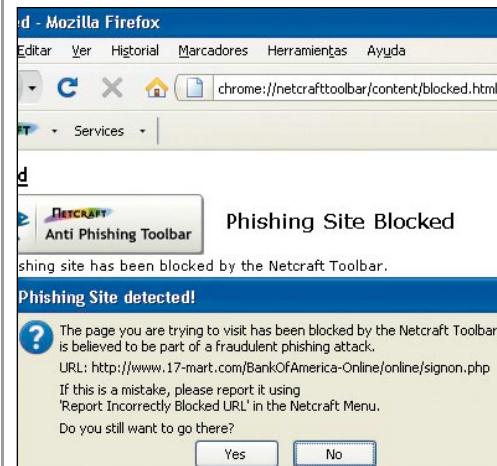 d - Mozilla Firefox
Editar Ver Historial Marcadores Herramientas Ayuda
chrome://netcrafttoolbar/content/blocked.html
FT Services
d
NETCRAFT
Anti Phishing Toolbar
Phishing Site Blocked
shing site has been blocked by the Netcraft Toolbar.
Phishing Site detected!
The page you are trying to visit has been blocked by the Netcraft Toolbar
is believed to be part of a fraudulent phishing attack.
URL: http://www.17-mart.com/BankOfAmerica-Online/online/signon.php
If this is a mistake, please report it using
'Report Incorrectly Blocked URL' in the Netcraft Menu.
Do you still want to go there?
Yes No